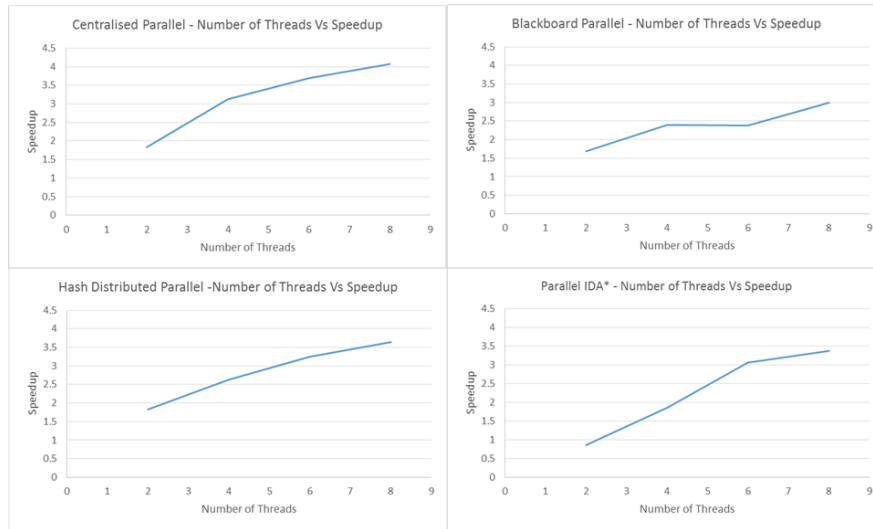 Centralised Parallel - Number of Threads Vs Speedup
4.5
4
3.5
3
2.5
2
1.5
1
0.5
0
Speedup
0 1 2 3 4 5 6 7 8 9
Number of Threads
Blackboard Parallel - Number of Threads Vs Speedup
4.5
4
3.5
3
2.5
2
1.5
1
0.5
0
Speedup
0 1 2 3 4 5 6 7 8 9
Number of Threads
Hash Distributed Parallel -Number of Threads Vs Speedup
4.5
4
3.5
3
2.5
2
1.5
1
0.5
0
Speedup
0 1 2 3 4 5 6 7 8 9
Number of Threads
Parallel IDA* - Number of Threads Vs Speedup
4.5
4
3.5
3
2.5
2
1.5
1
0.5
0
Speedup
0 1 2 3 4 5 6 7 8 9
Number of Threads